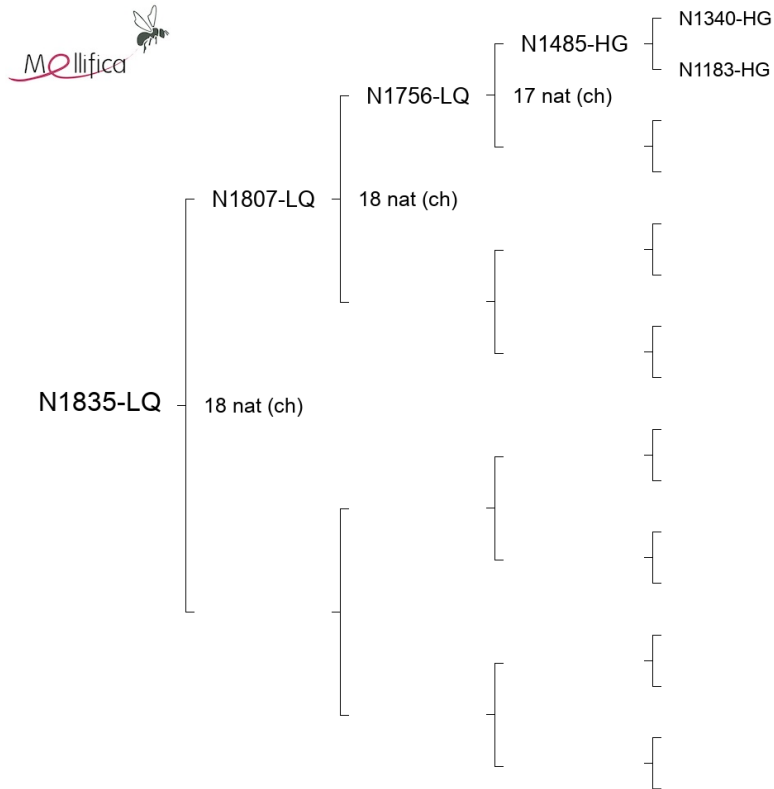 Mellifica
N1340-HG
N1485-HG
N1183-HG
N1756-LQ
17 nat (ch)
N1807-LQ
18 nat (ch)
N1835-LQ
18 nat (ch)